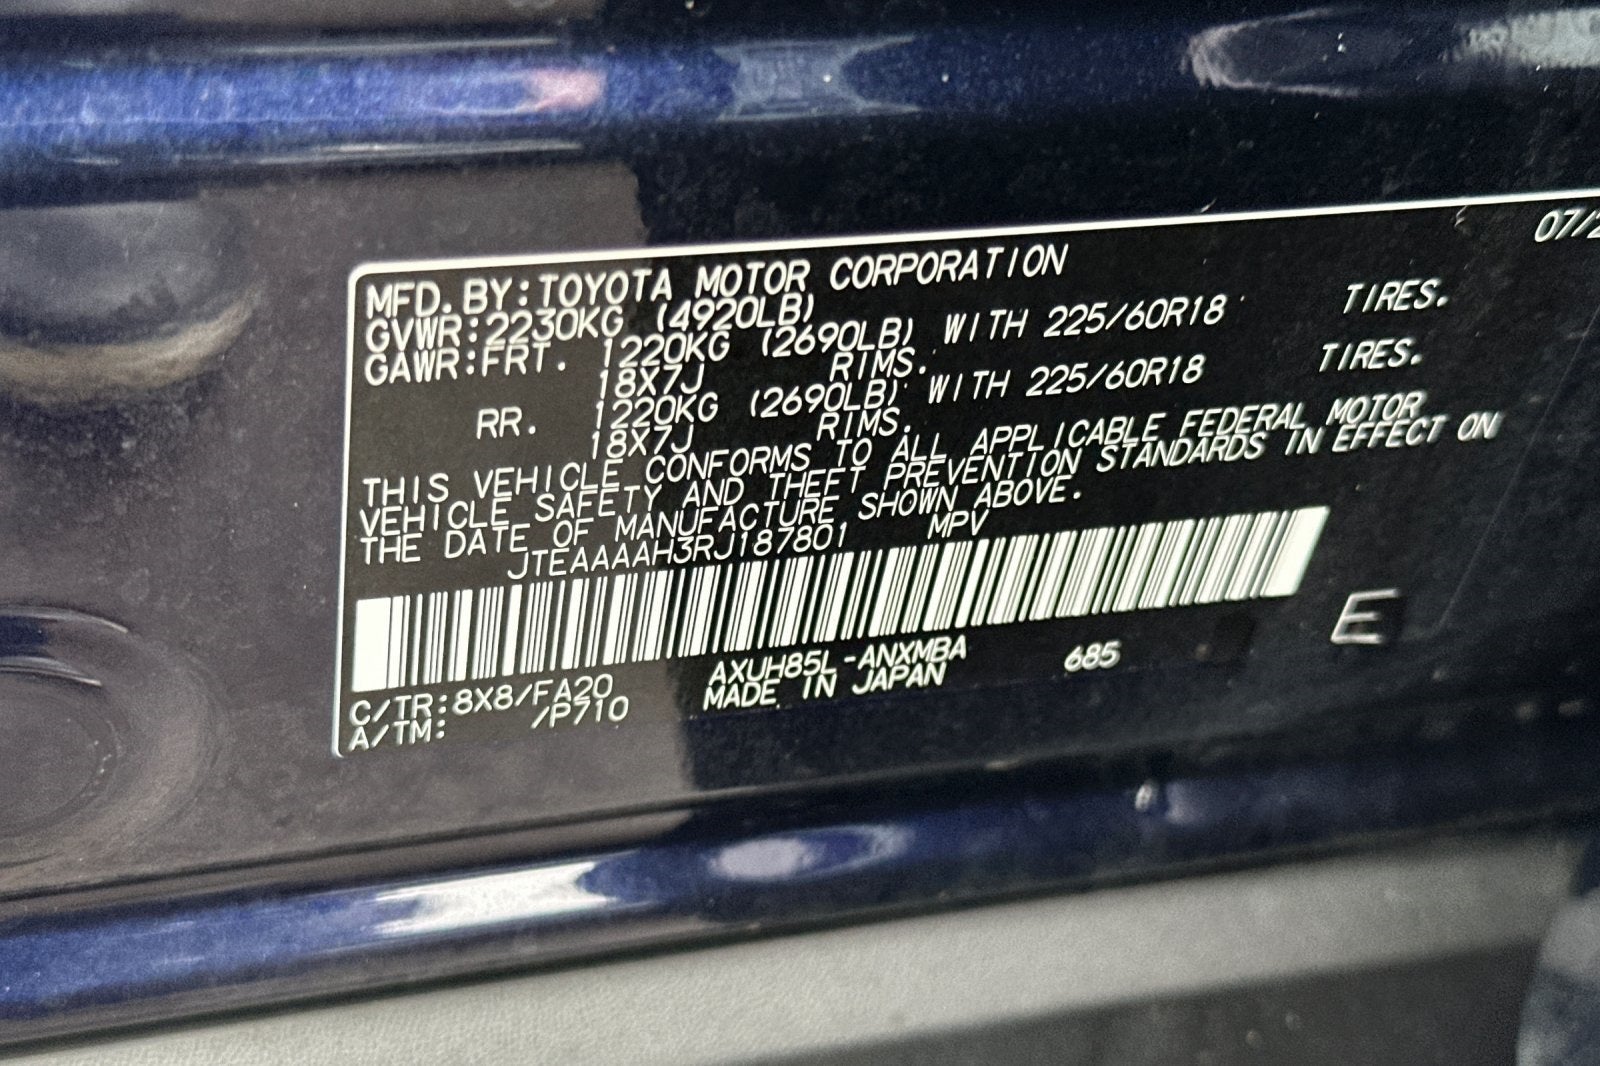 07/2
MFD. BY: TOYOTA MOTOR CORPORATION
GVWR: 2230KG (4920LB)
GAWR: FRT. 1220KG (2690LB) WITH 225/60R18 TIRES.
18X7J RIMS.
RR. 1220KG (2690LB) WITH 225/60R18 TIRES.
18X7J RIMS.
THIS VEHICLE CONFORMS TO ALL APPLICABLE FEDERAL MOTOR
VEHICLE SAFETY AND THEFT PREVENTION STANDARDS IN EFFECT ON
THE DATE OF MANUFACTURE SHOWN ABOVE.
JTEAAAAH3RJ187801 MPV
E
C/TR: 8X8/FA20 AXUH85L-ANXMBA 685
A/TM: /P710 MADE IN JAPAN